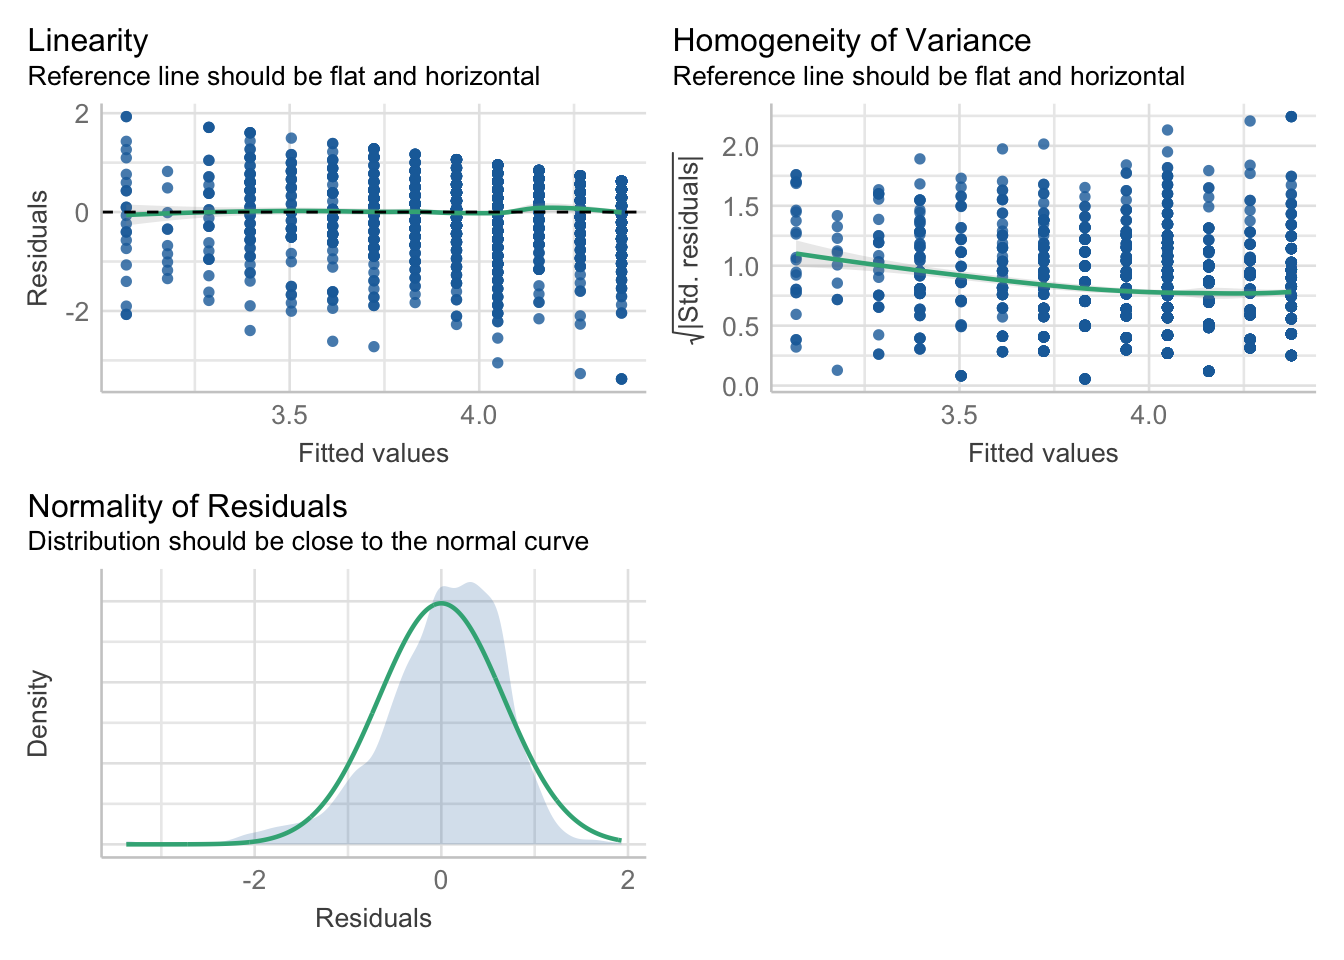 Linearity
Reference line should be flat and horizontal
2
0
-2
Residuals
3.5
4.0
Fitted values
Homogeneity of Variance
Reference line should be flat and horizontal
2.0
1.5
1.0
0.5
0.0
√|Std. residuals|
3.5
4.0
Fitted values
Normality of Residuals
Distribution should be close to the normal curve
Density
-2
0
2
Residuals